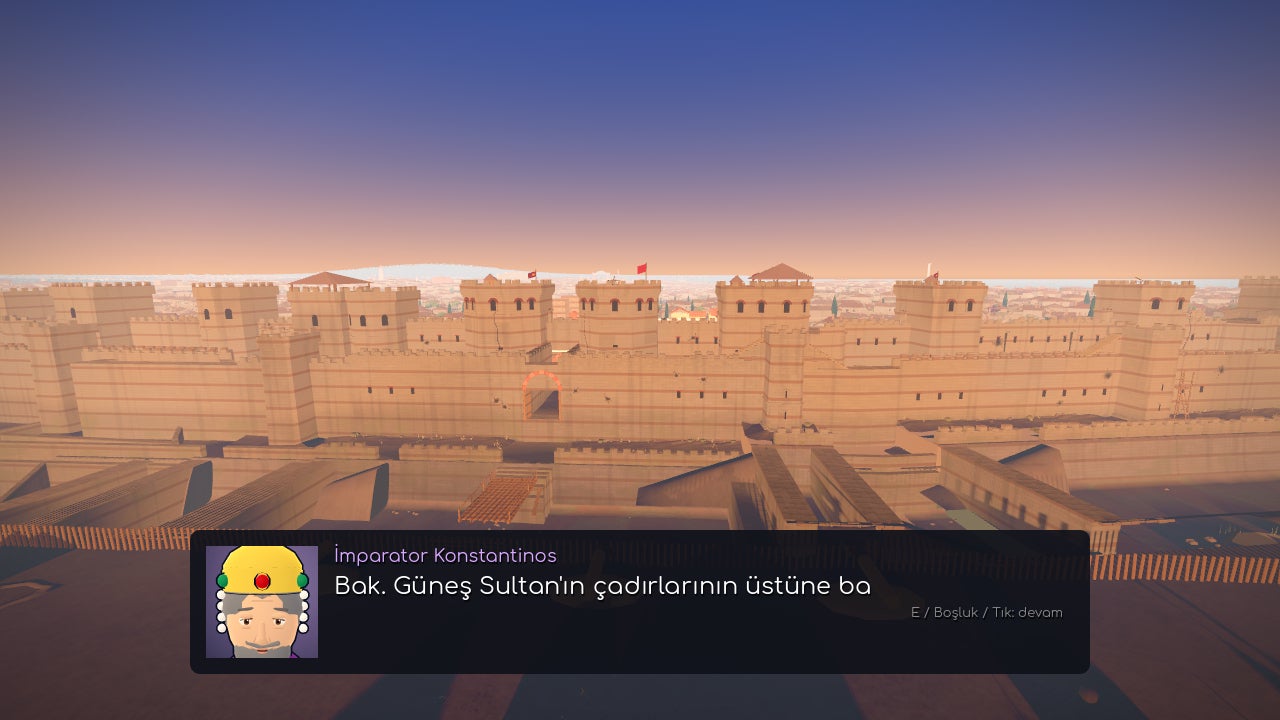 İmparator Konstantinos
Bak. Güneş Sultan'ın çadırlarının üstüne ba
E / Boşluk / Tık: devam